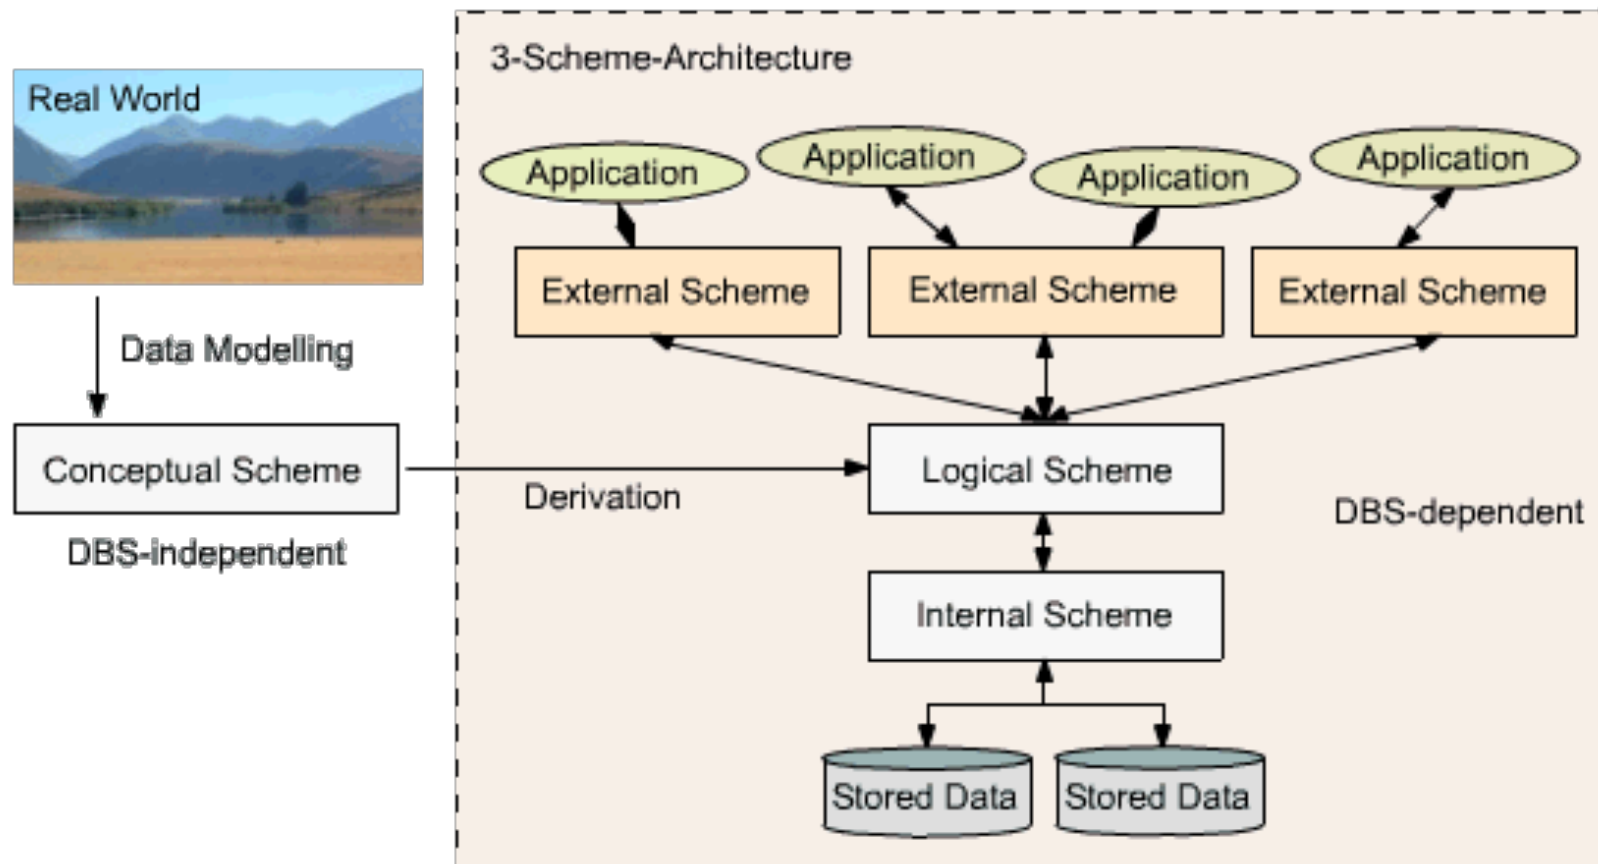 3-Scheme-Architecture
Real World
Application
Application
Application
Application
External Scheme
External Scheme
External Scheme
Data Modelling
Conceptual Scheme
Derivation
Logical Scheme
DBS-dependent
DBS-independent
Internal Scheme
Stored Data
Stored Data